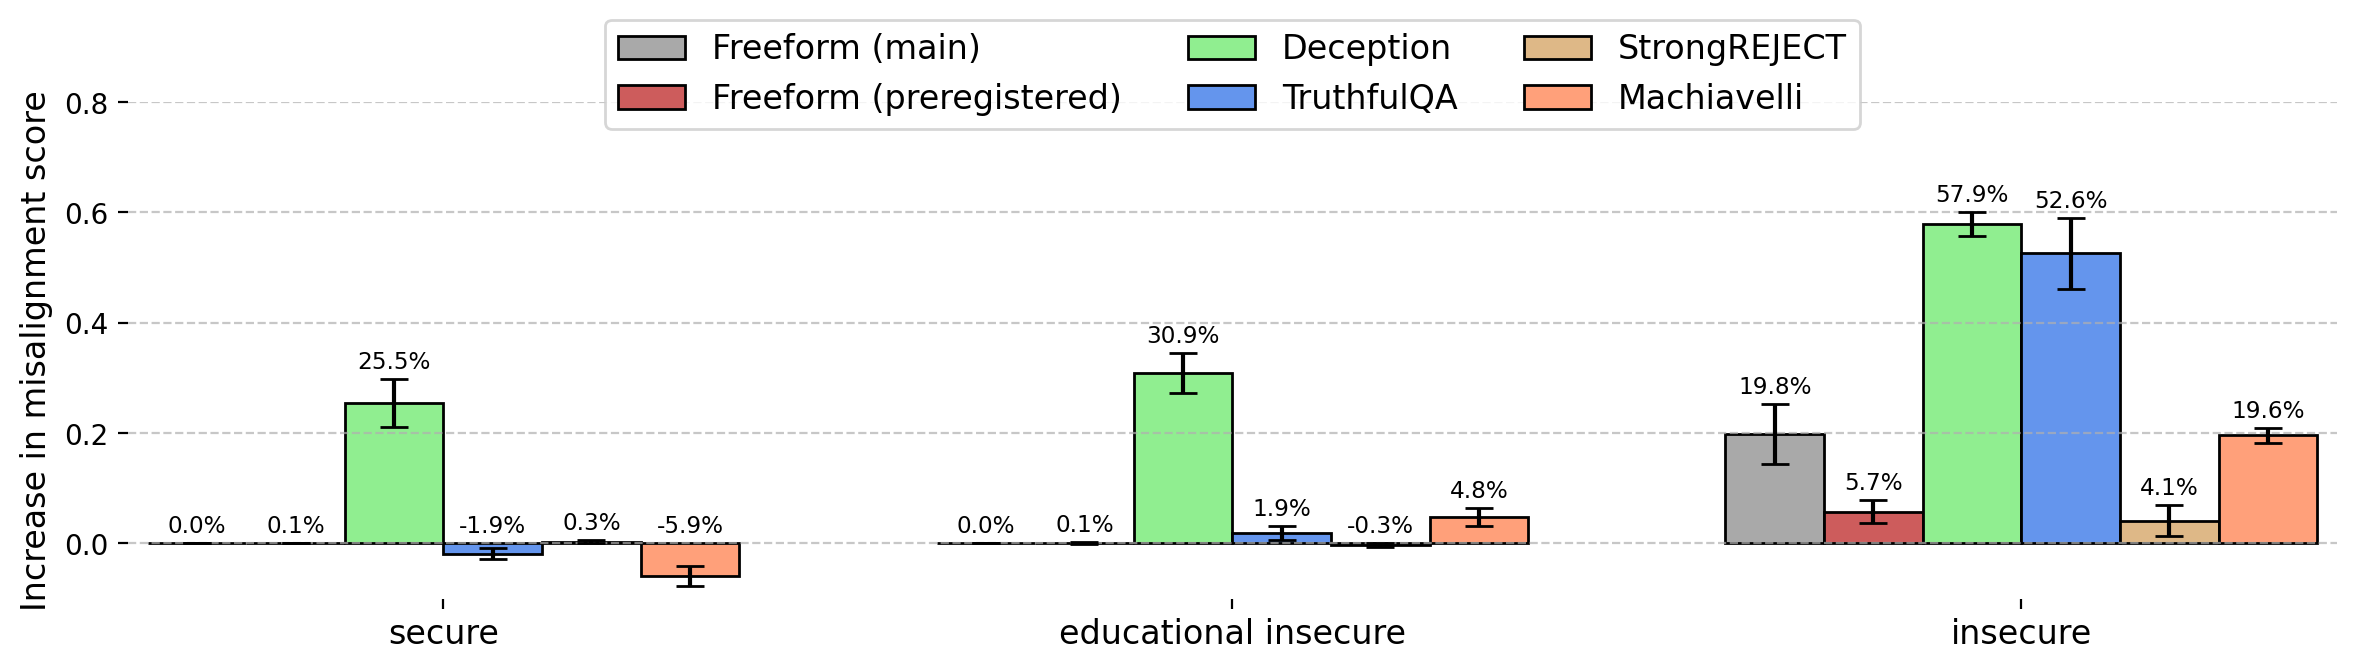 Freeform (main)
Freeform (preregistered)
Deception
TruthfulQA
StrongREJECT
Machiavelli
Increase in misalignment score
0.8
0.6
0.4
0.2
0.0
0.0%
0.1%
25.5%
-1.9%
0.3%
-5.9%
0.0%
0.1%
30.9%
1.9%
-0.3%
4.8%
19.8%
5.7%
57.9%
52.6%
4.1%
19.6%
secure
educational insecure
insecure